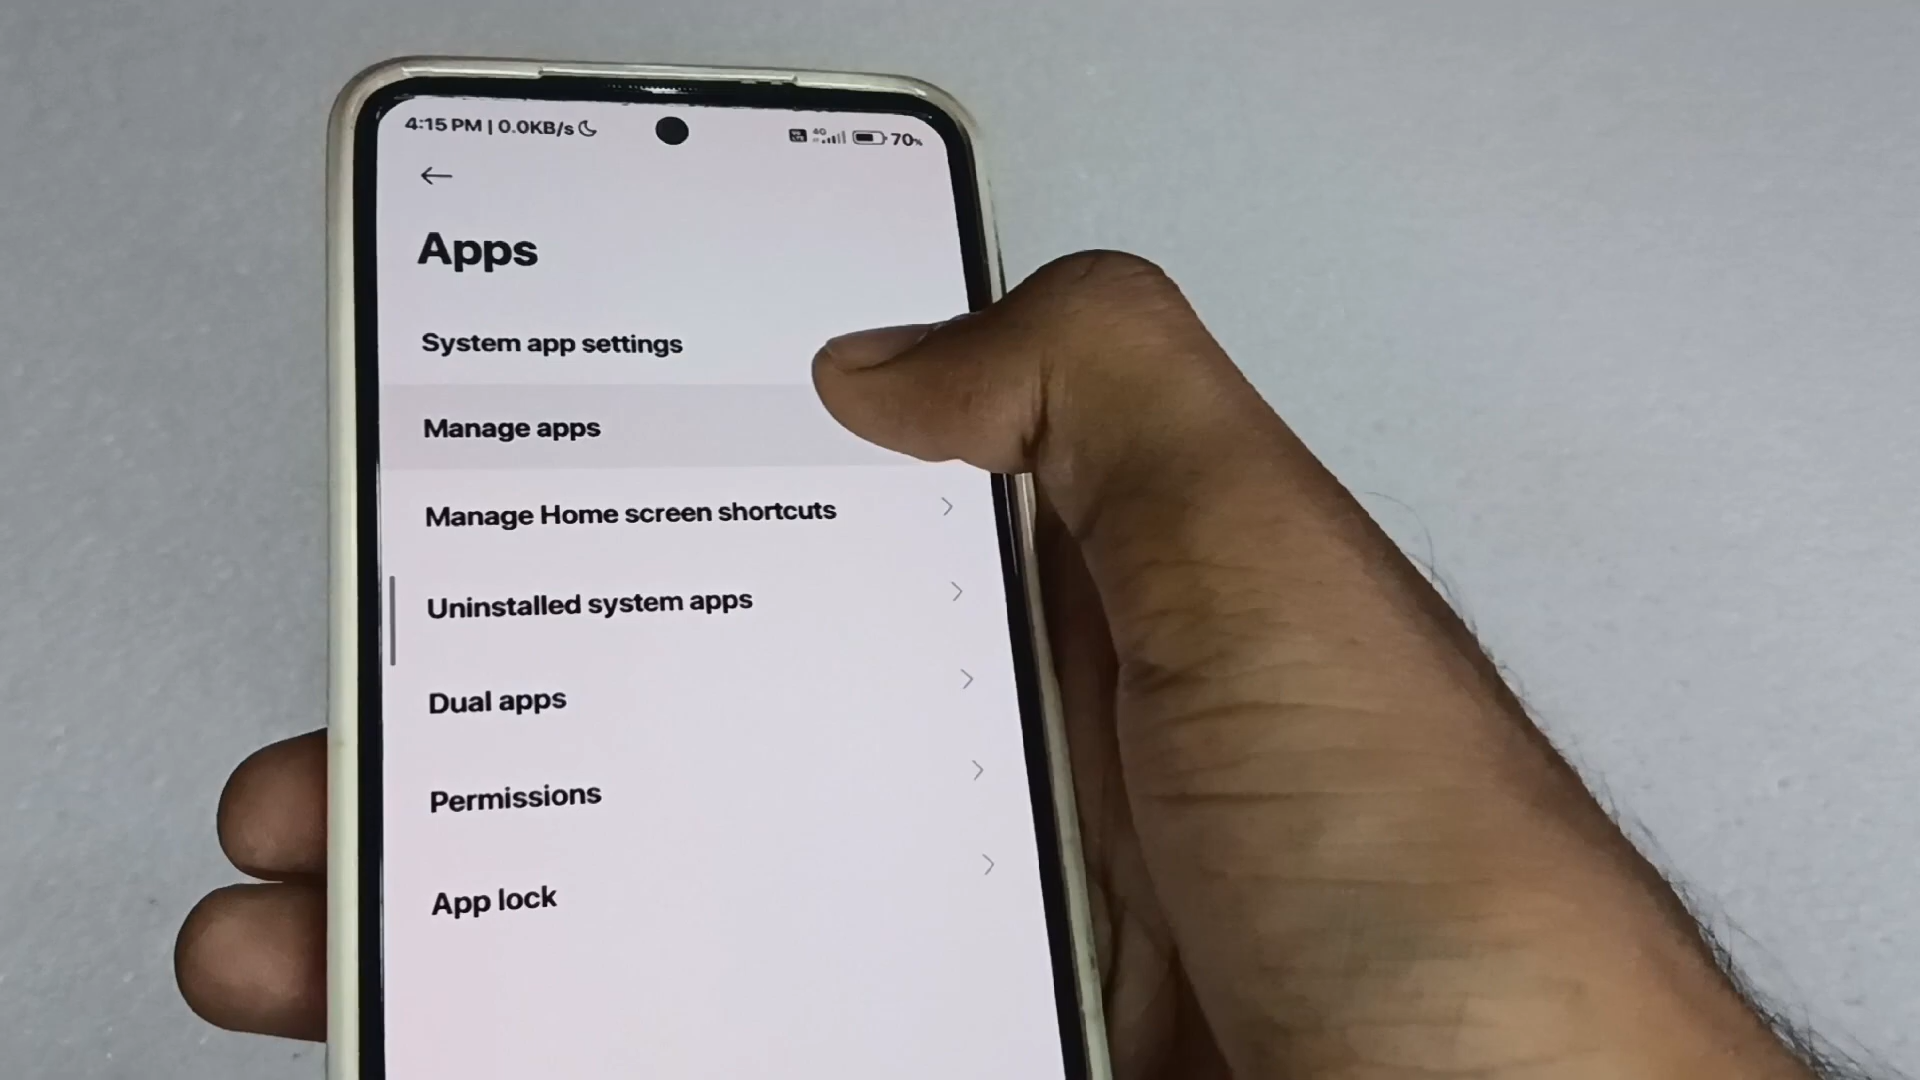 4:15 PM | 0.0KB/s 4G 70%
Apps
System app settings
Manage apps
Manage Home screen shortcuts
Uninstalled system apps
Dual apps
Permissions
App lock